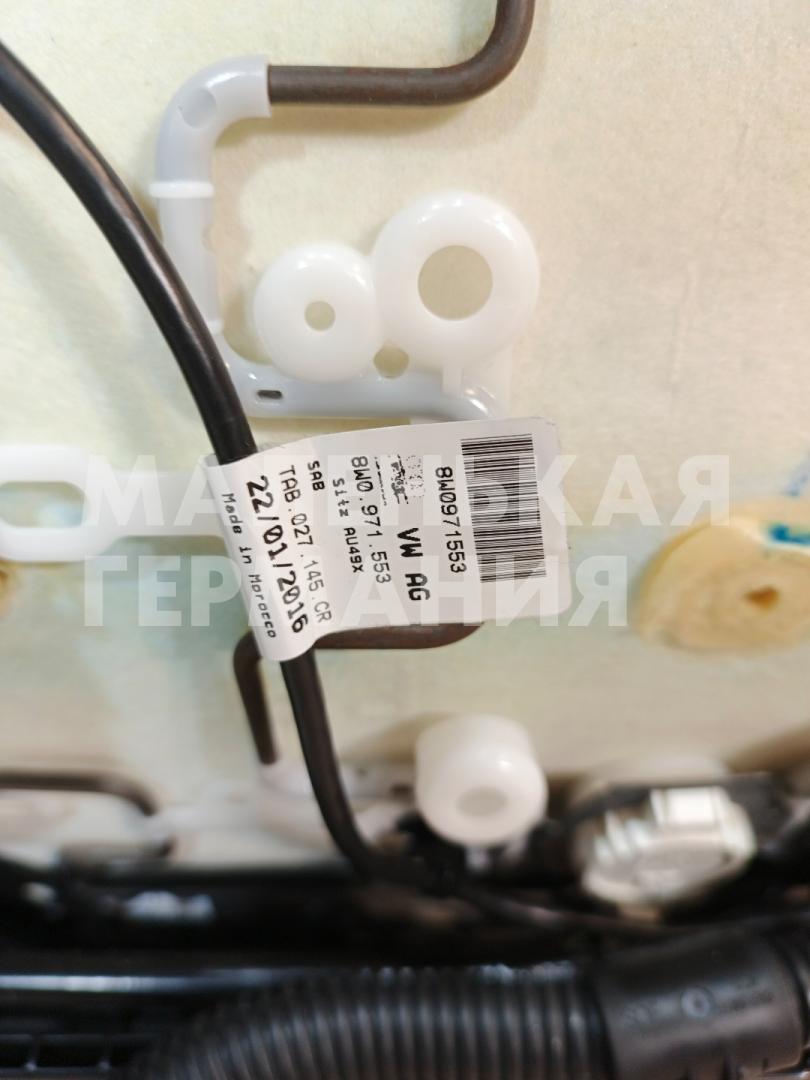 8W0971553
VW AG
8W0.971.553
Sitz AU49X
SAB
TAB.027.145.CR
22/01/2016
Made in Morocco
МАЛЕНЬКАЯ
ГЕРМАНИЯ